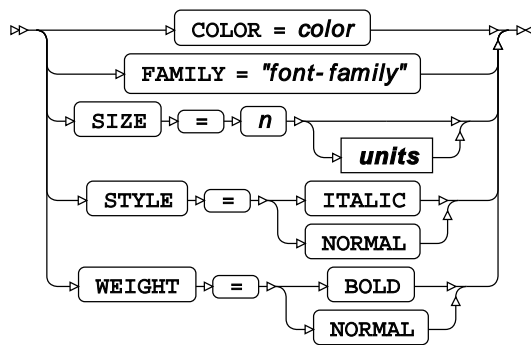 COLOR = color
FAMILY = "font-family"
SIZE = n
units
STYLE = ITALIC
NORMAL
WEIGHT = BOLD
NORMAL